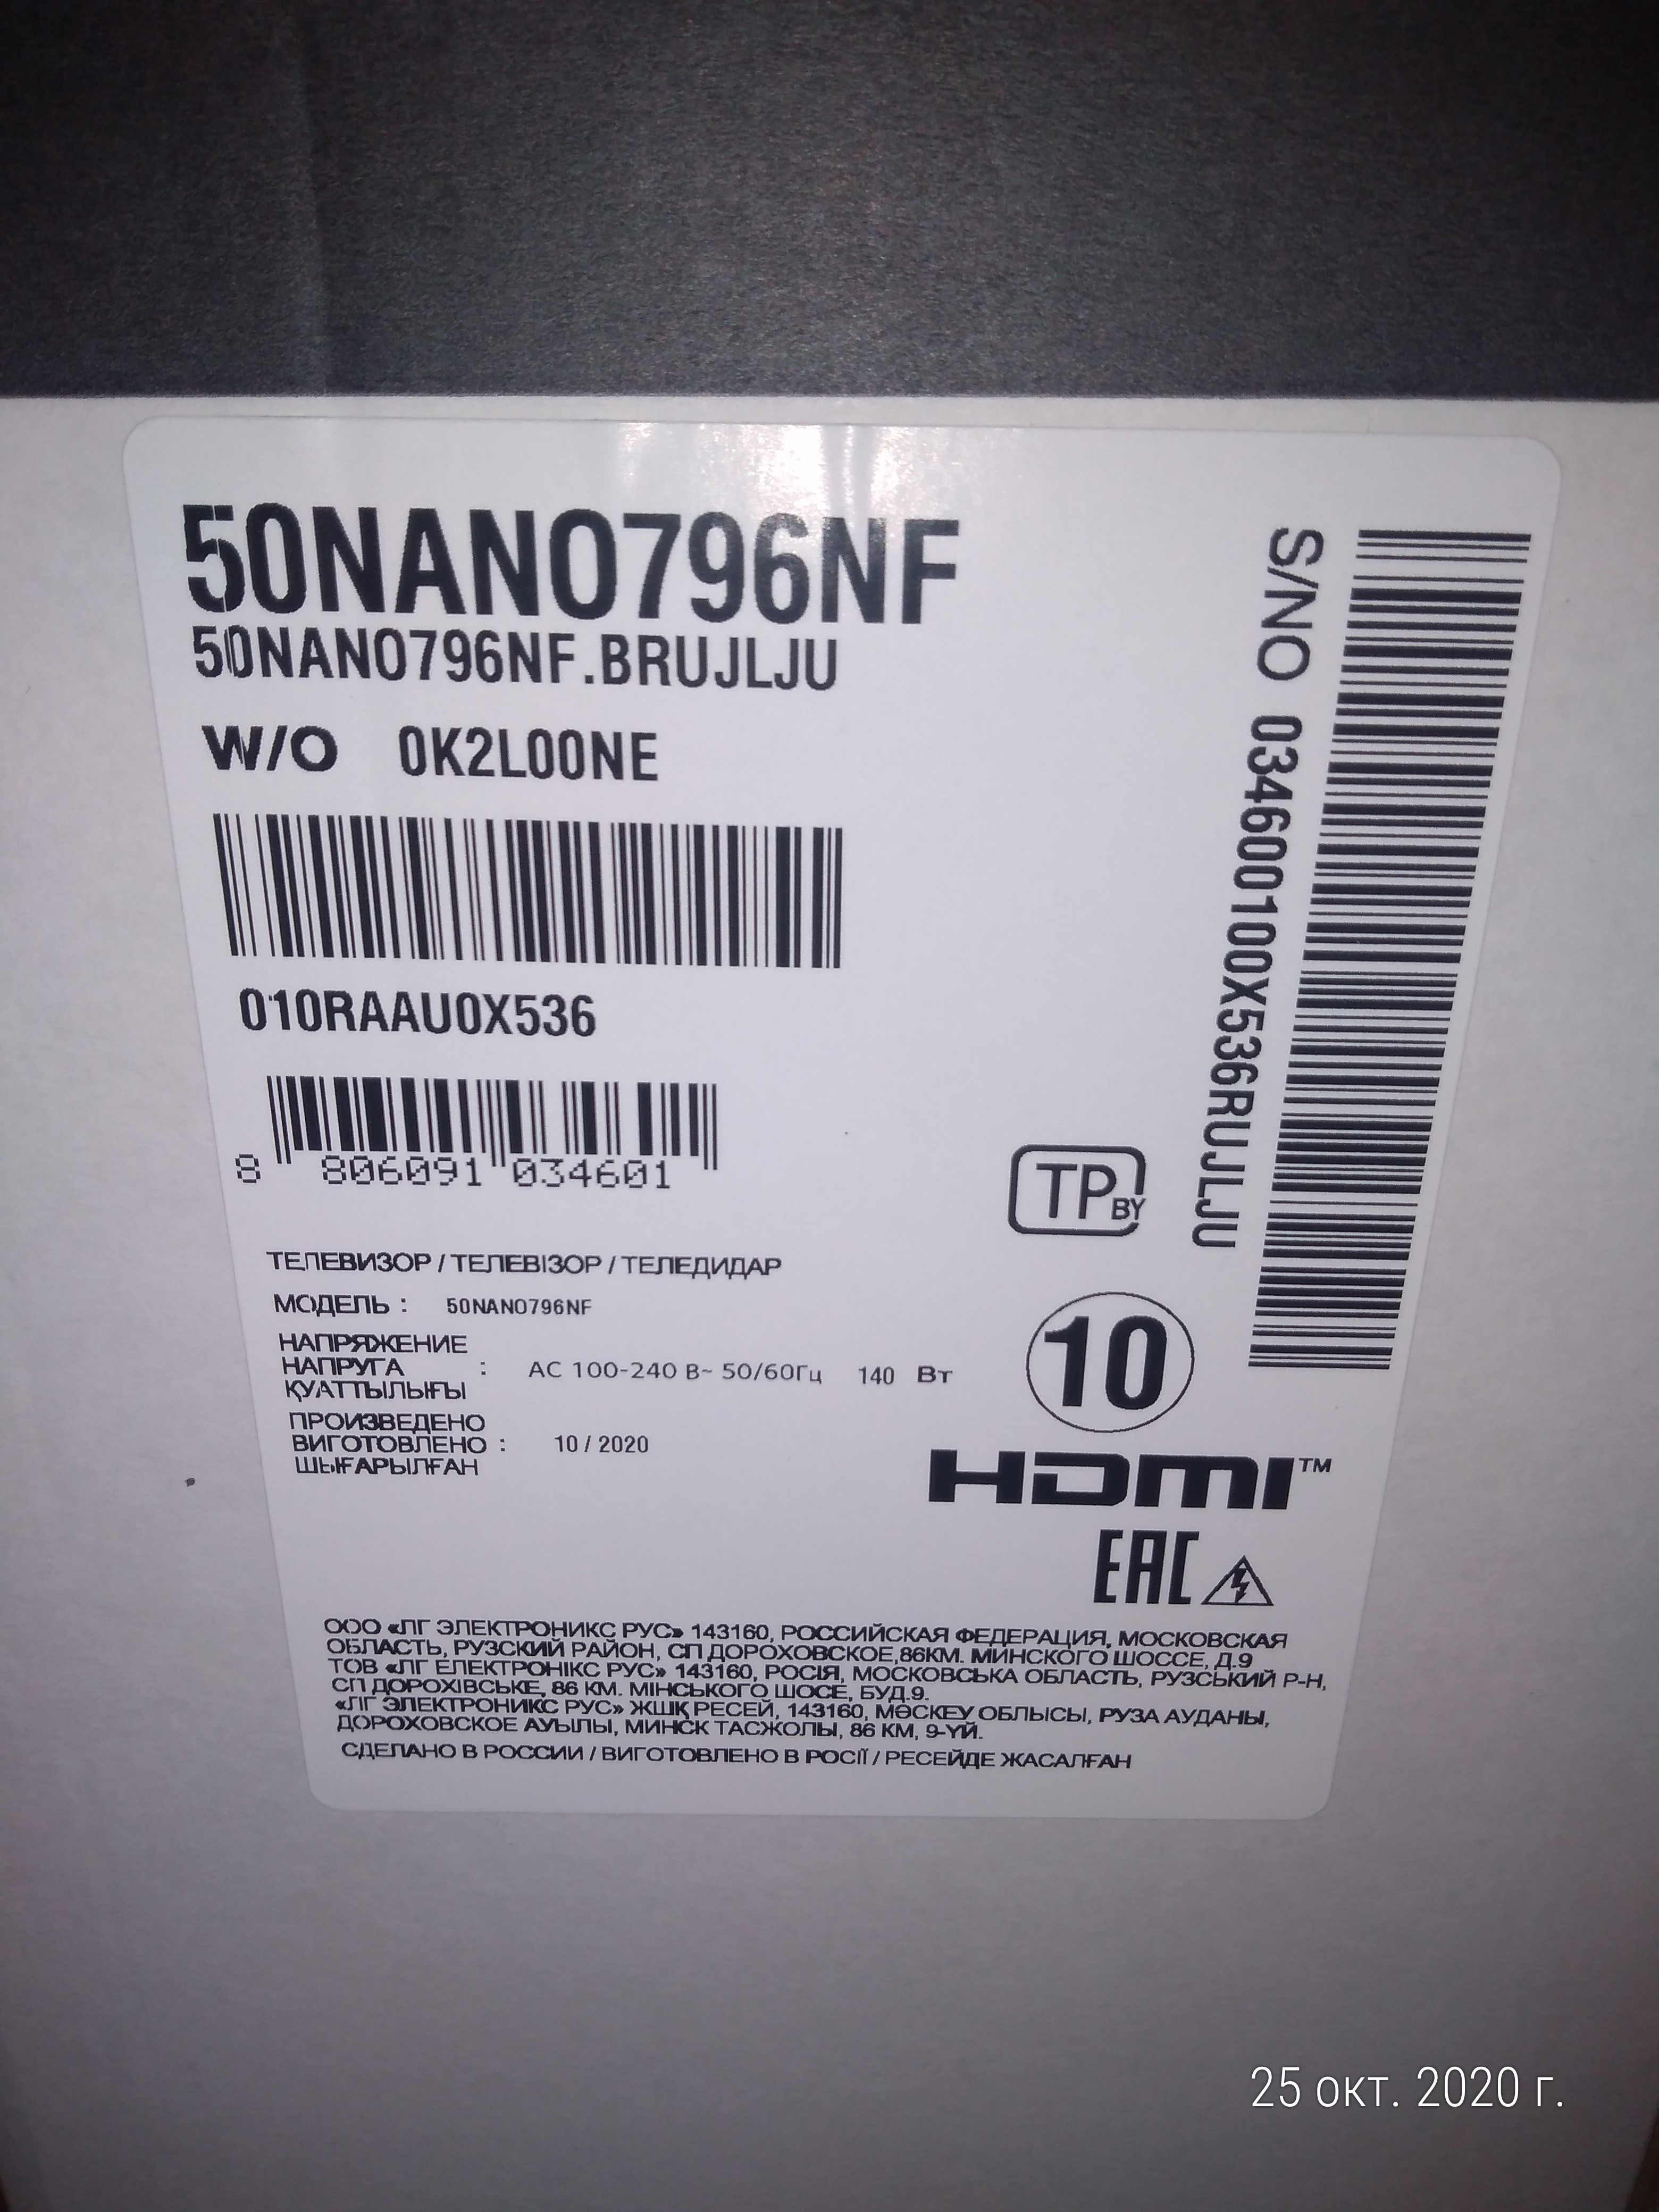 50NANO796NF
50NANO796NF.BRUJLJU
W/O 0K2L00NE
010RAAU0X536
8 806091 034601
S/NO 03460010OX536RUJLJU
TP BY
ТЕЛЕВИЗОР / ТЕЛЕВІЗОР / ТЕЛЕДИДАР
МОДЕЛЬ : 50NANO796NF
НАПРЯЖЕНИЕ
НАПРУГА : AC 100-240 В~ 50/60Гц 140 Вт
ҚУАТТЫЛЫҒЫ
ПРОИЗВЕДЕНО
ВИГОТОВЛЕНО : 10 / 2020
ШЫҒАРЫЛҒАН
10
HDMI™
EAC
ООО «ЛГ ЭЛЕКТРОНИКС РУС» 143160, РОССИЙСКАЯ ФЕДЕРАЦИЯ, МОСКОВСКАЯ
ОБЛАСТЬ, РУЗСКИЙ РАЙОН, СП ДОРОХОВСКОЕ,86КМ. МИНСКОГО ШОССЕ, Д.9
ТОВ «ЛГ ЕЛЕКТРОНІКС РУС» 143160, РОСІЯ, МОСКОВСЬКА ОБЛАСТЬ, РУЗСЬКИЙ Р-Н,
СП ДОРОХІВСЬКЕ, 86 КМ. МІНСЬКОГО ШОСЕ, БУД.9.
«ЛГ ЭЛЕКТРОНИКС РУС» ЖШҚ РЕСЕЙ, 143160, МӘСКЕУ ОБЛЫСЫ, РУЗА АУДАНЫ,
ДОРОХОВСКОЕ АУЫЛЫ, МИНСК ТАСЖОЛЫ, 86 КМ, 9-ҮЙ.
СДЕЛАНО В РОССИИ / ВИГОТОВЛЕНО В РОСІЇ / РЕСЕЙДЕ ЖАСАЛҒАН
25 окт. 2020 г.